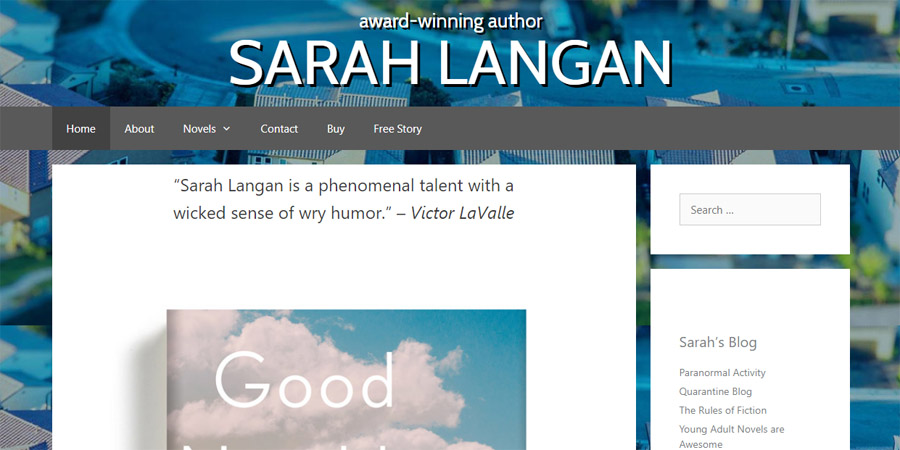 award-winning author
SARAH LANGAN
Home About Novels Contact Buy Free Story
“Sarah Langan is a phenomenal talent with a
wicked sense of wry humor.” – Victor LaValle
Search ...
Good
Sarah's Blog
Paranormal Activity
Quarantine Blog
The Rules of Fiction
Young Adult Novels are
Awesome